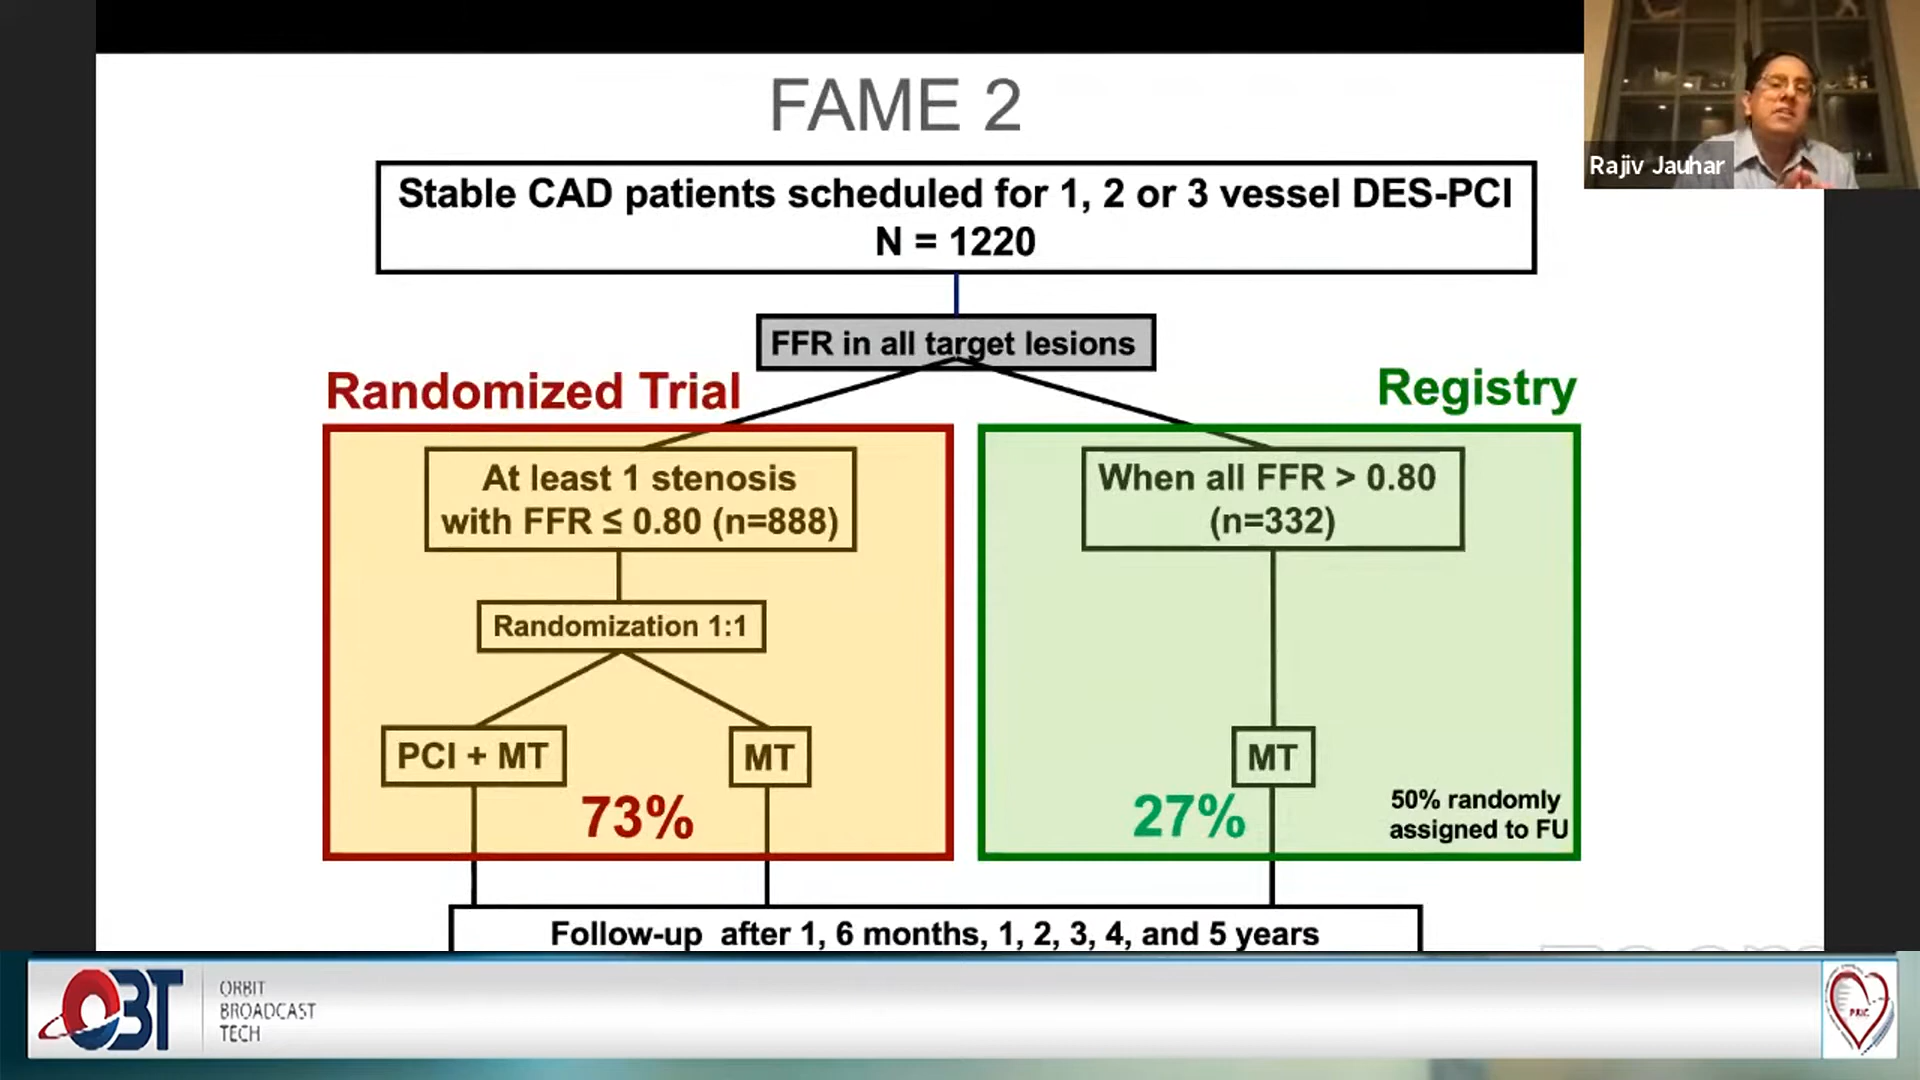 FAME 2
Rajiv Jauhar
Stable CAD patients scheduled for 1, 2 or 3 vessel DES-PCI
N = 1220
FFR in all target lesions
Randomized Trial
Registry
At least 1 stenosis
with FFR ≤ 0.80 (n=888)
When all FFR > 0.80
(n=332)
Randomization 1:1
PCI + MT
MT
MT
73%
27%
50% randomly
assigned to FU
Follow-up after 1, 6 months, 1, 2, 3, 4, and 5 years
zoom
OBT
ORBIT
BROADCAST
TECH
PRIC